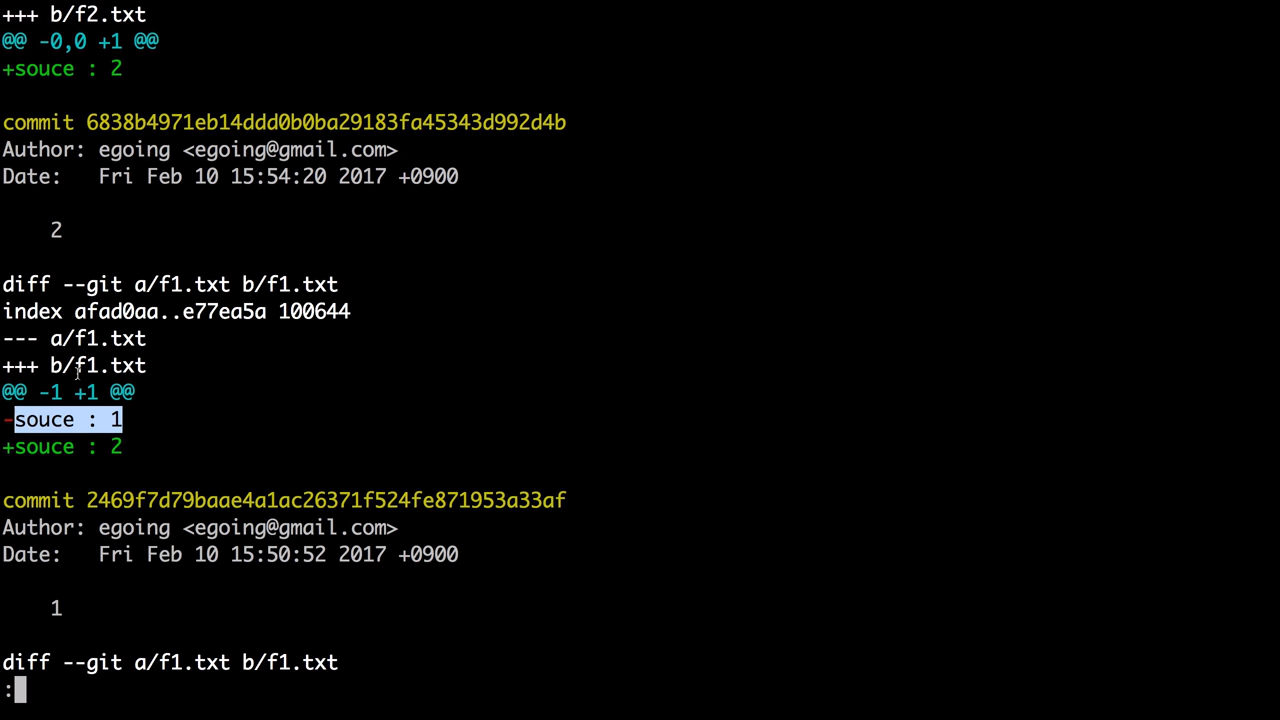 +++ b/f2.txt
@@ -0,0 +1 @@
+souce : 2
commit 6838b4971eb14ddd0b0ba29183fa45343d992d4b
Author: egoing <egoing@gmail.com>
Date:   Fri Feb 10 15:54:20 2017 +0900
    2
diff --git a/f1.txt b/f1.txt
index afad0aa..e77ea5a 100644
--- a/f1.txt
+++ b/f1.txt
@@ -1 +1 @@
-souce : 1
+souce : 2
commit 2469f7d79baae4a1ac26371f524fe871953a33af
Author: egoing <egoing@gmail.com>
Date:   Fri Feb 10 15:50:52 2017 +0900
    1
diff --git a/f1.txt b/f1.txt
: